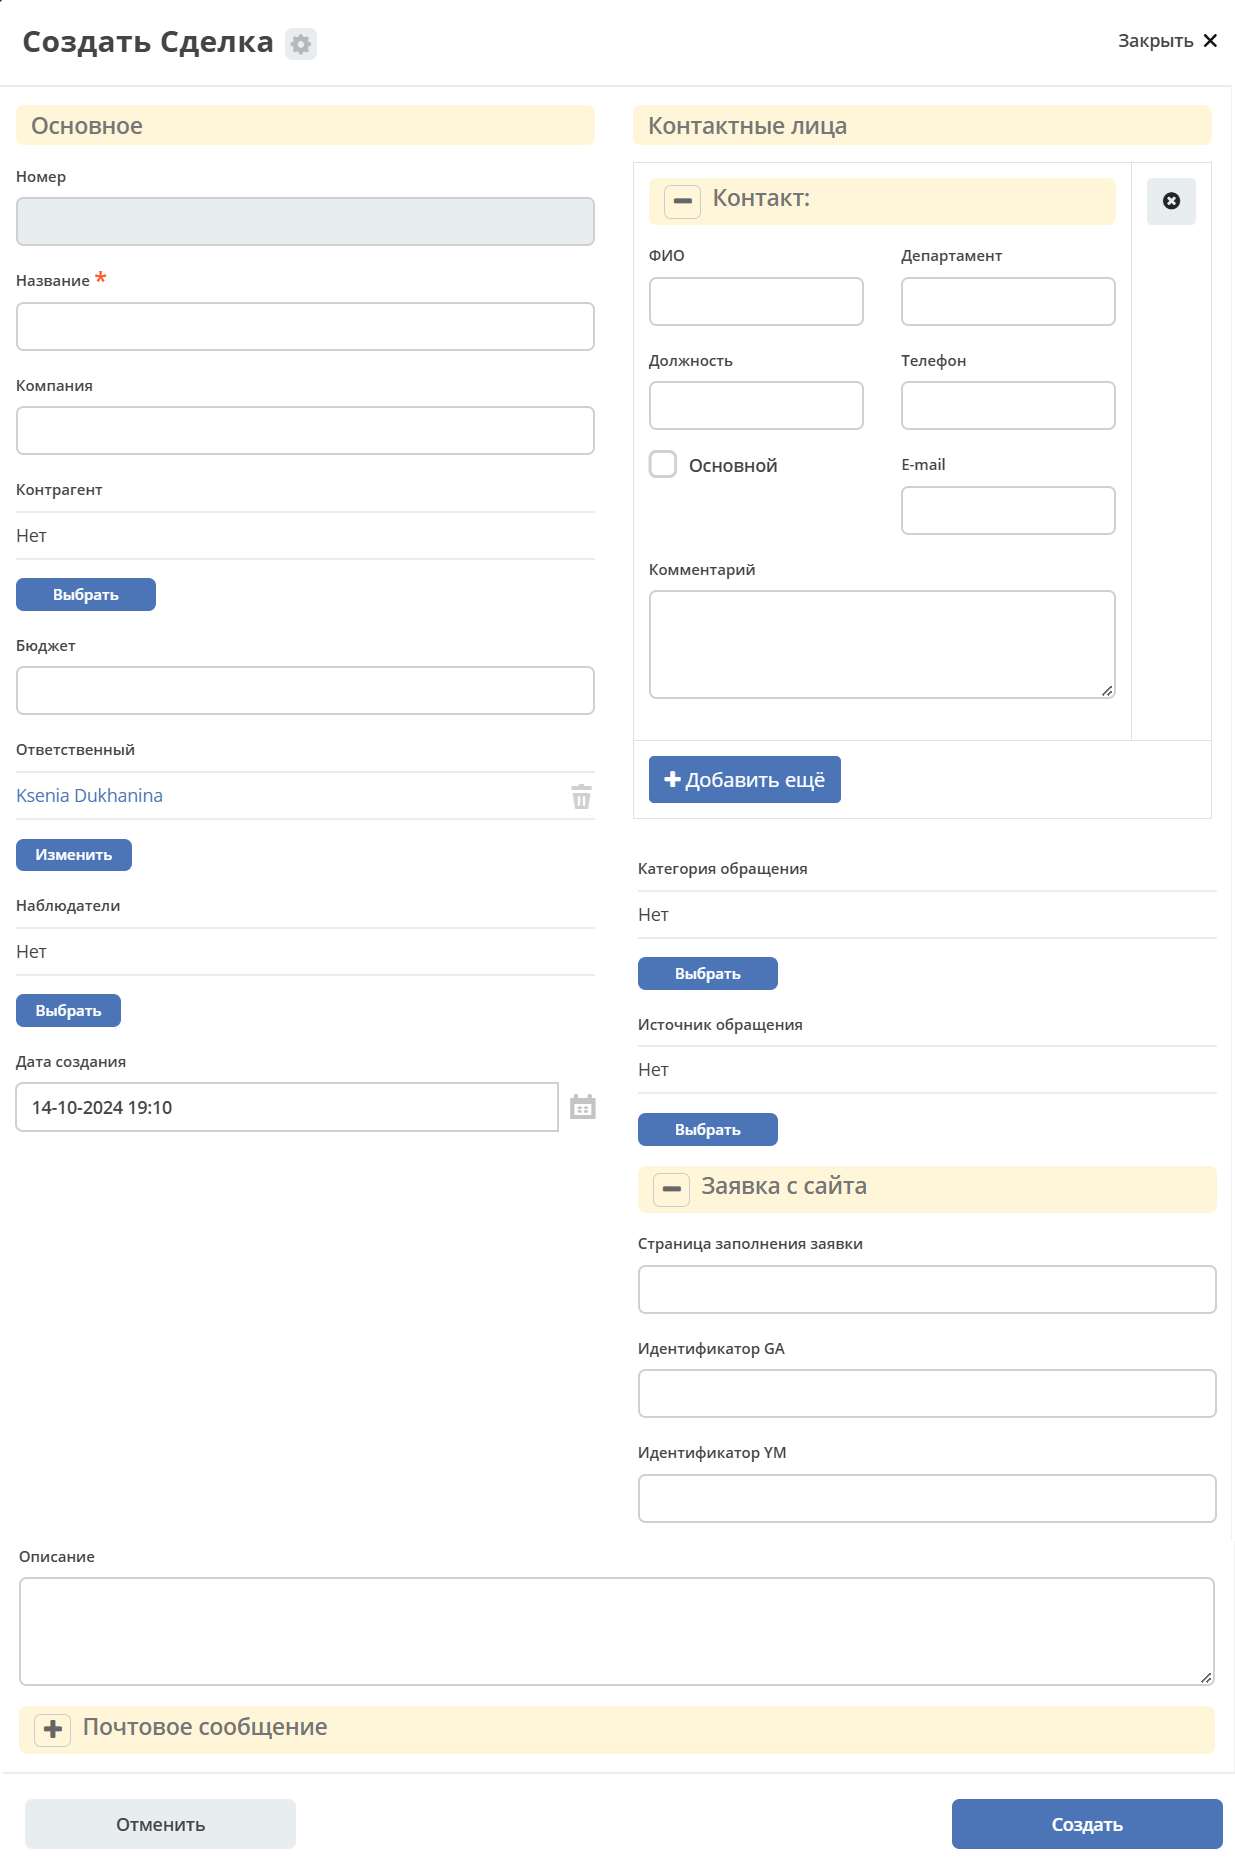 Создать Сделка
Закрыть
Основное
Номер
Название *
Компания
Контрагент
Нет
Выбрать
Бюджет
Ответственный
Ksenia Dukhanina
Изменить
Наблюдатели
Нет
Выбрать
Дата создания
14-10-2024 19:10
Контактные лица
Контакт:
ФИО
Департамент
Должность
Телефон
Основной
E-mail
Комментарий
Добавить ещё
Категория обращения
Нет
Выбрать
Источник обращения
Нет
Выбрать
Заявка с сайта
Страница заполнения заявки
Идентификатор GA
Идентификатор YM
Описание
Почтовое сообщение
Отменить
Создать